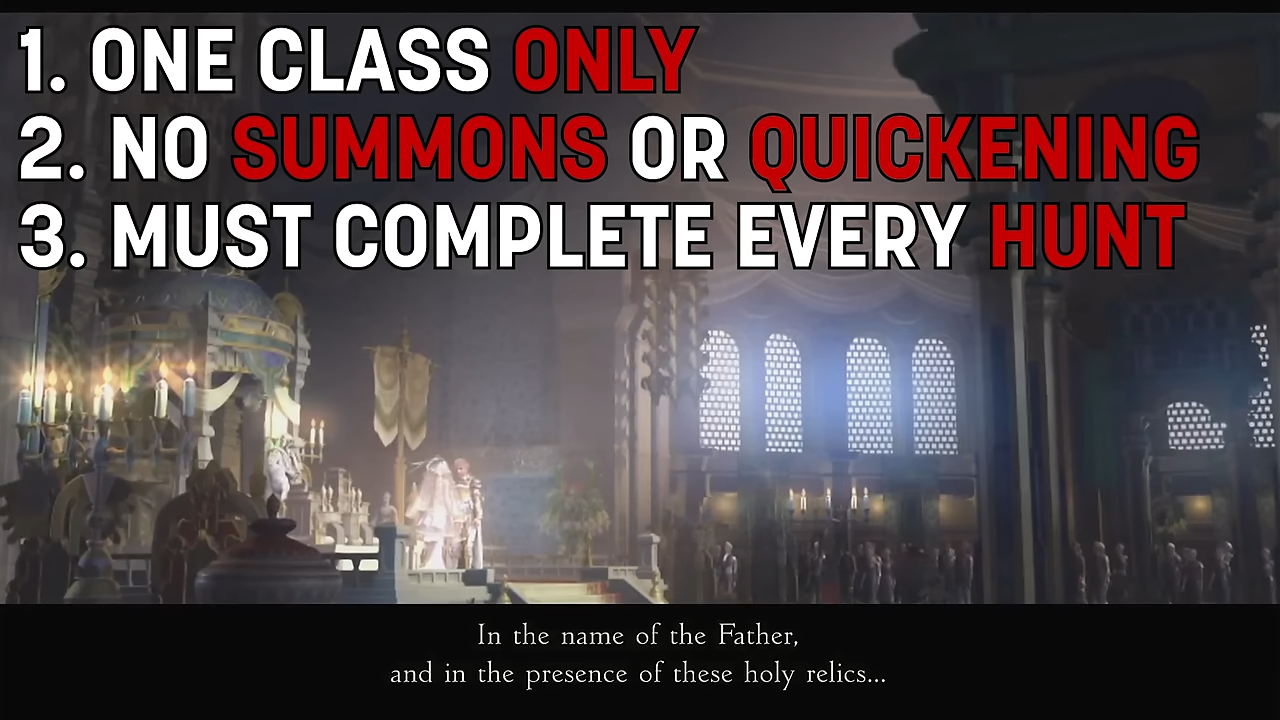 1. ONE CLASS ONLY
2. NO SUMMONS OR QUICKENING
3. MUST COMPLETE EVERY HUNT
In the name of the Father,
and in the presence of these holy relics...